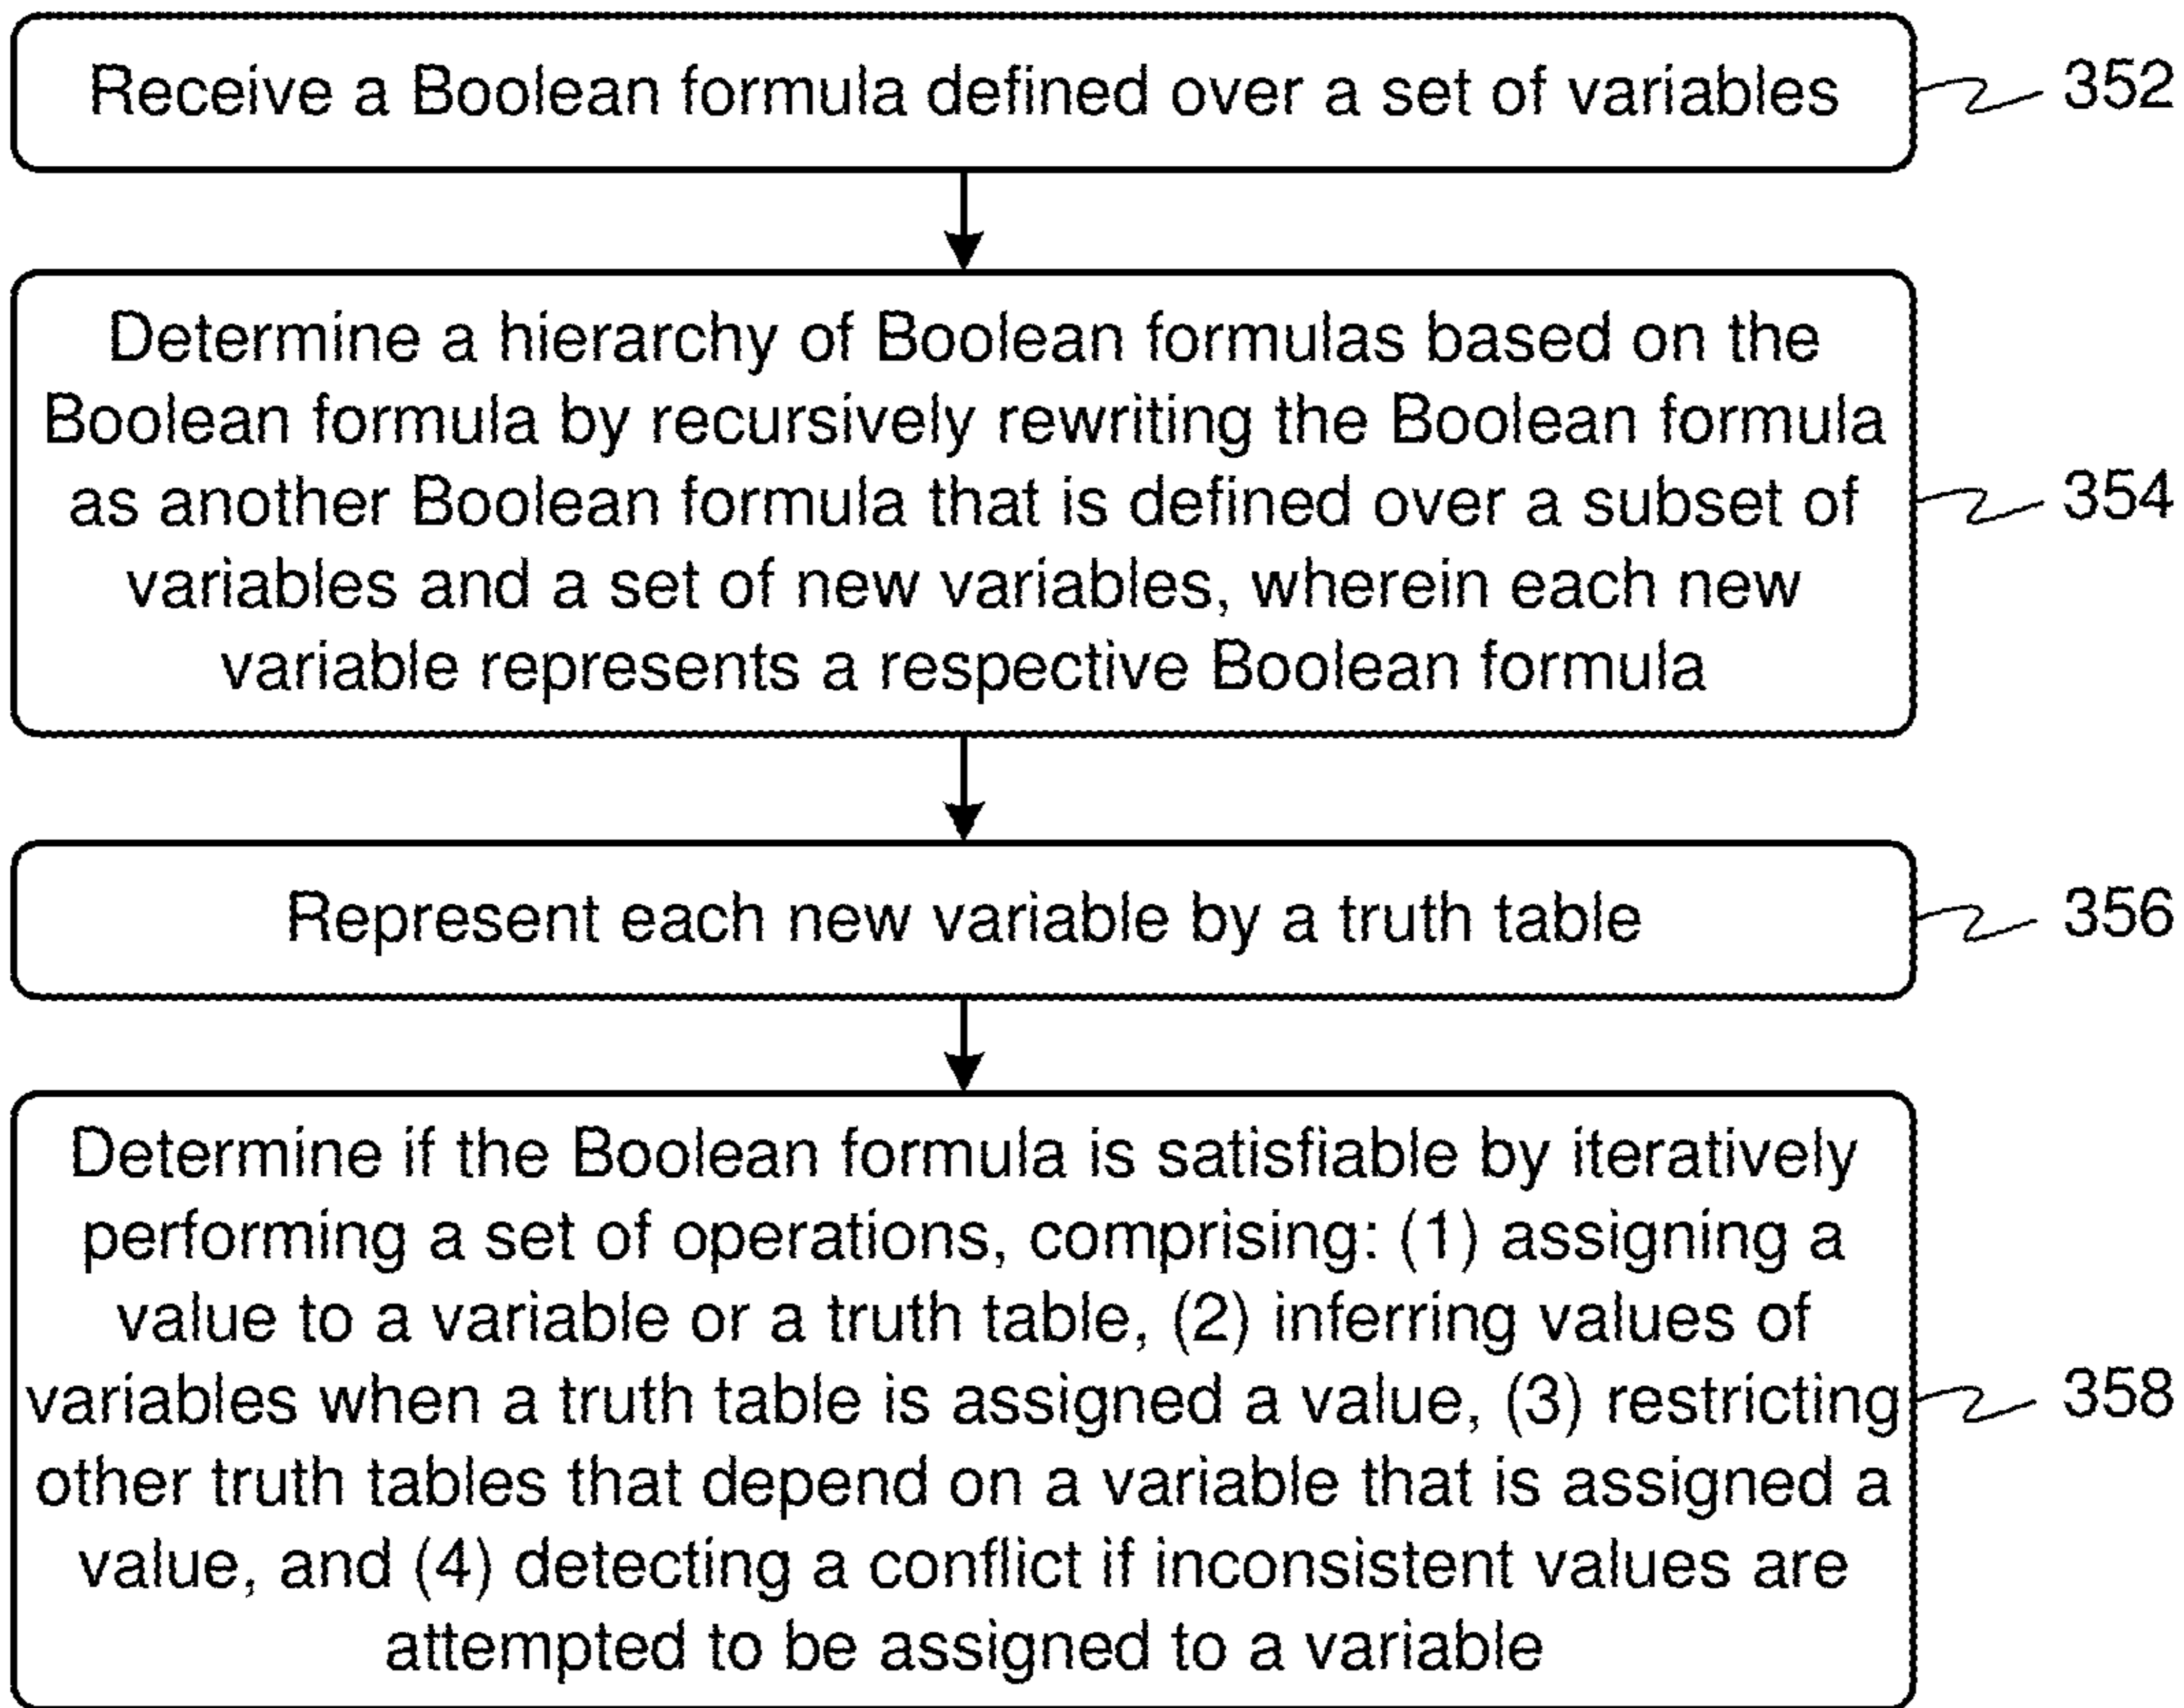 Receive a Boolean formula defined over a set of variables
352
Determine a hierarchy of Boolean formulas based on the
Boolean formula by recursively rewriting the Boolean formula
as another Boolean formula that is defined over a subset of
354
variables and a set of new variables, wherein each new
variable represents a respective Boolean formula
Represent each new variable by a truth table
356
Determine if the Boolean formula is satisfiable by iteratively
performing a set of operations, comprising: (1) assigning a
value to a variable or a truth table, (2) inferring values of
variables when a truth table is assigned a value, (3) restricting
358
other truth tables that depend on a variable that is assigned a
value, and (4) detecting a conflict if inconsistent values are
attempted to be assigned to a variable